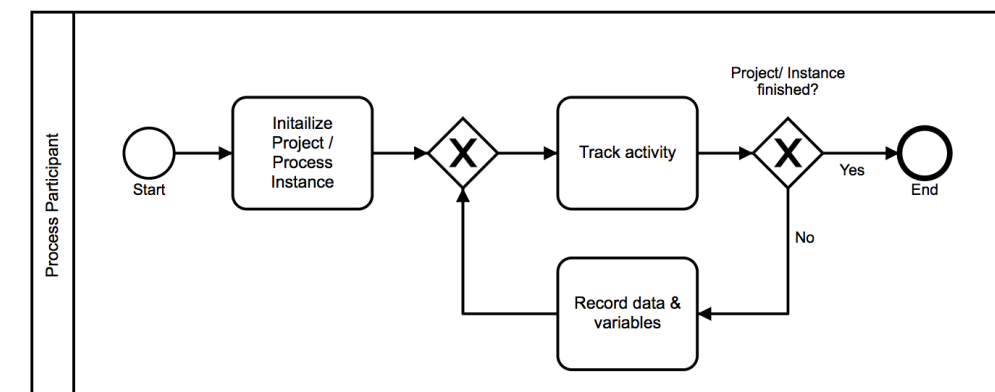 Process Participant
Start
Initailize
Project /
Process
Instance
X
Track activity
Project/ Instance
finished?
X
Yes
End
No
Record data &
variables